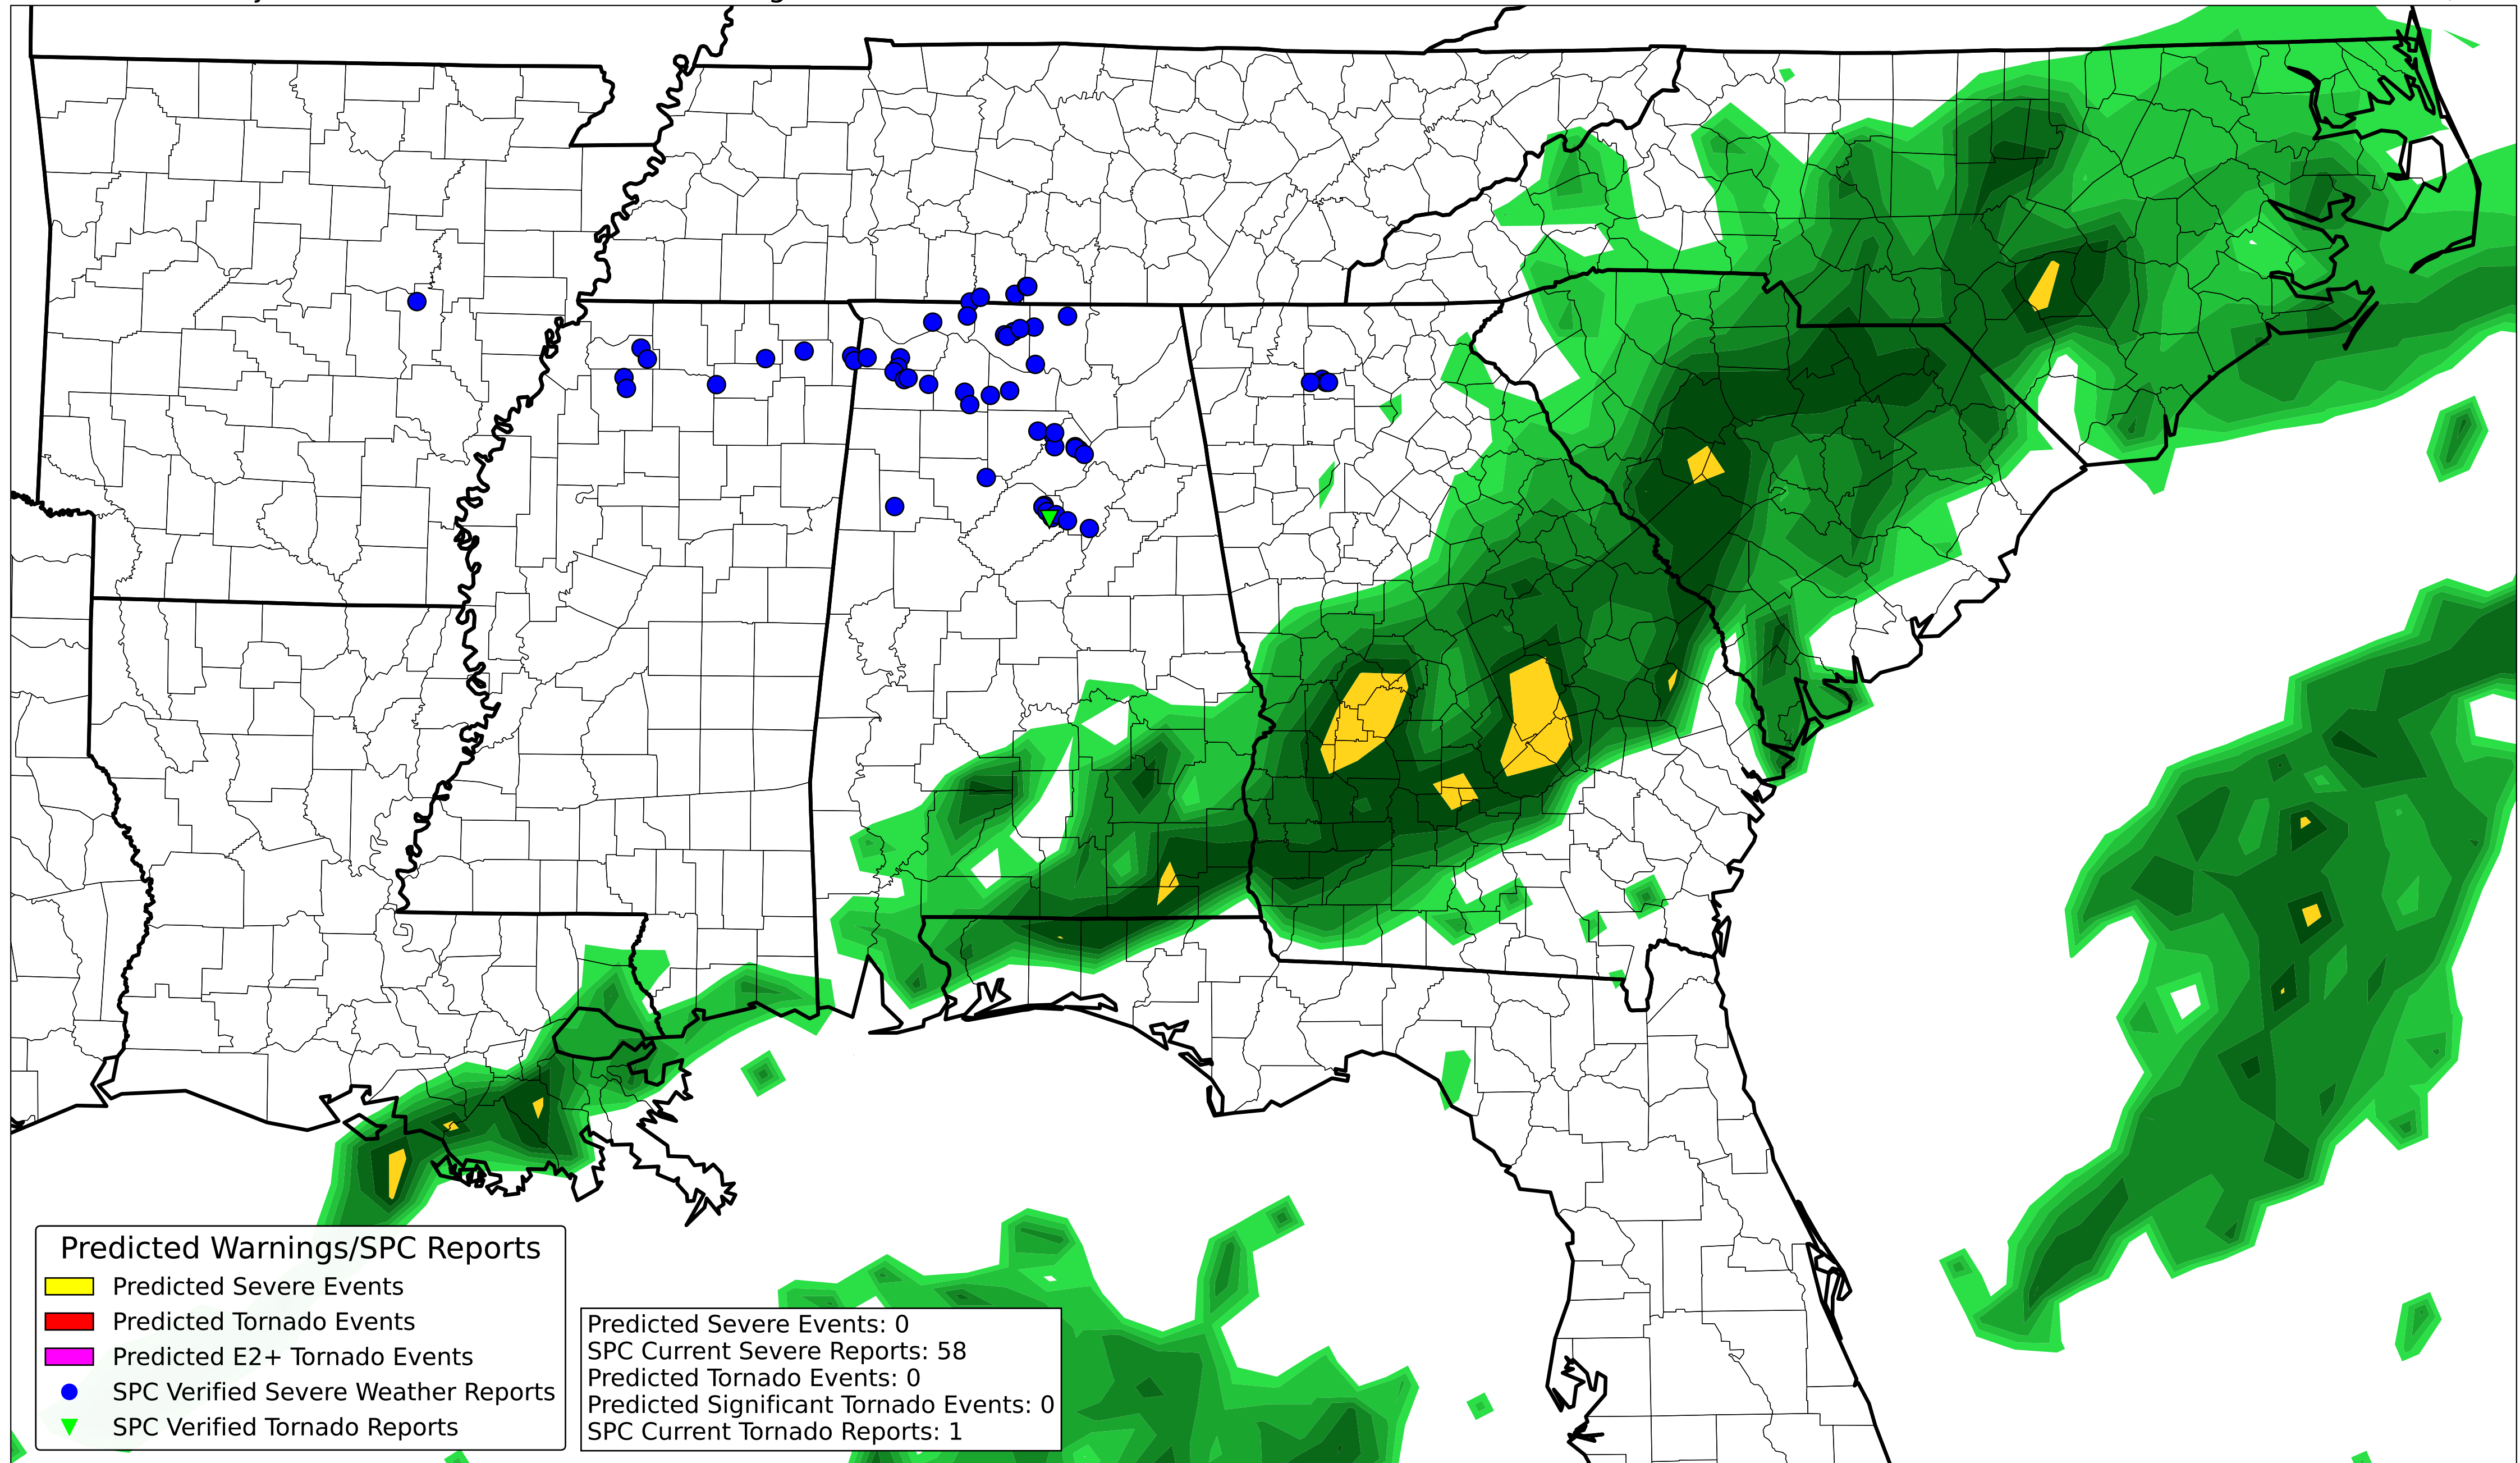 Predicted Warnings/SPC Reports
Predicted Severe Events
Predicted Tornado Events
Predicted E2+ Tornado Events
SPC Verified Severe Weather Reports
SPC Verified Tornado Reports
Predicted Severe Events: 0
SPC Current Severe Reports: 58
Predicted Tornado Events: 0
Predicted Significant Tornado Events: 0
SPC Current Tornado Reports: 1